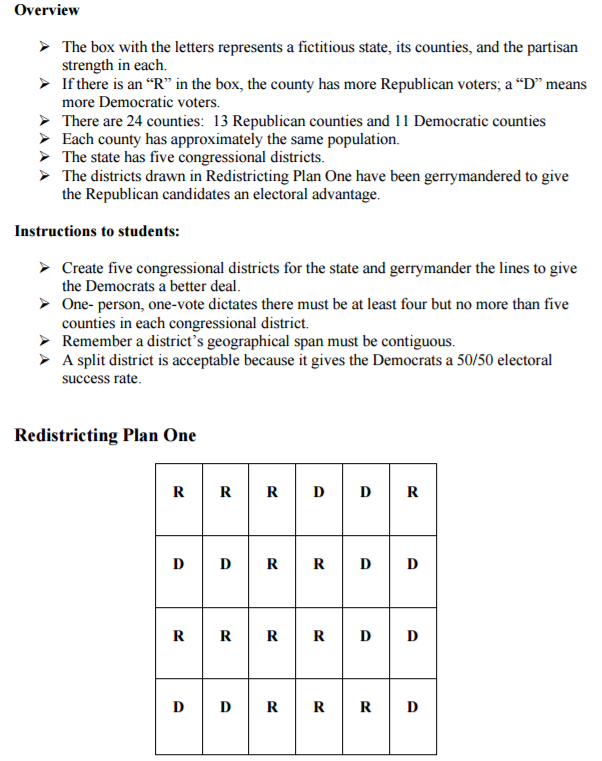 Overview
➢ The box with the letters represents a fictitious state, its counties, and the partisan
strength in each.
➢ If there is an “R” in the box, the county has more Republican voters; a “D” means
more Democratic voters.
➢ There are 24 counties: 13 Republican counties and 11 Democratic counties
➢ Each county has approximately the same population.
➢ The state has five congressional districts.
➢ The districts drawn in Redistricting Plan One have been gerrymandered to give
the Republican candidates an electoral advantage.
Instructions to students:
➢ Create five congressional districts for the state and gerrymander the lines to give
the Democrats a better deal.
➢ One- person, one-vote dictates there must be at least four but no more than five
counties in each congressional district.
➢ Remember a district’s geographical span must be contiguous.
➢ A split district is acceptable because it gives the Democrats a 50/50 electoral
success rate.
Redistricting Plan One
R R R D D R
D D R R D D
R R R R D D
D D R R R D